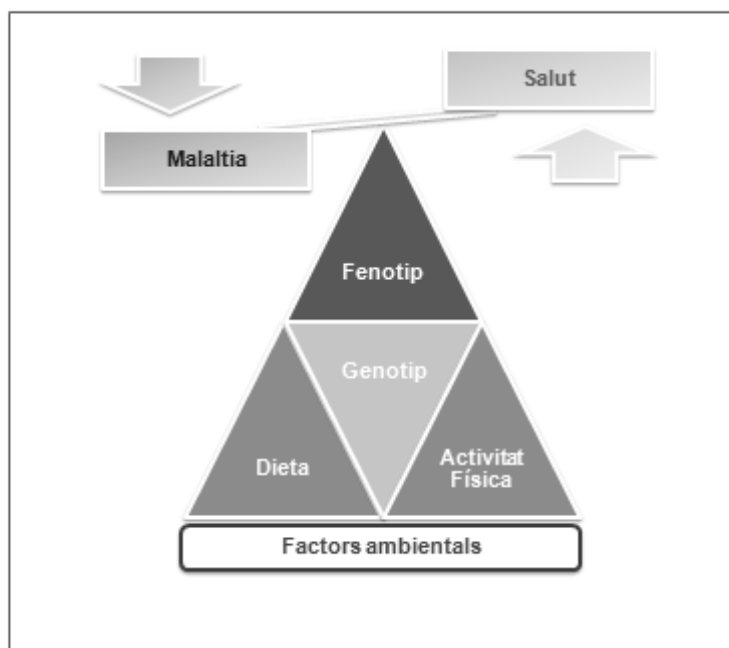 Salut
Malaltia
Fenotip
Genotip
Dieta
Activitat
Física
Factors ambientals